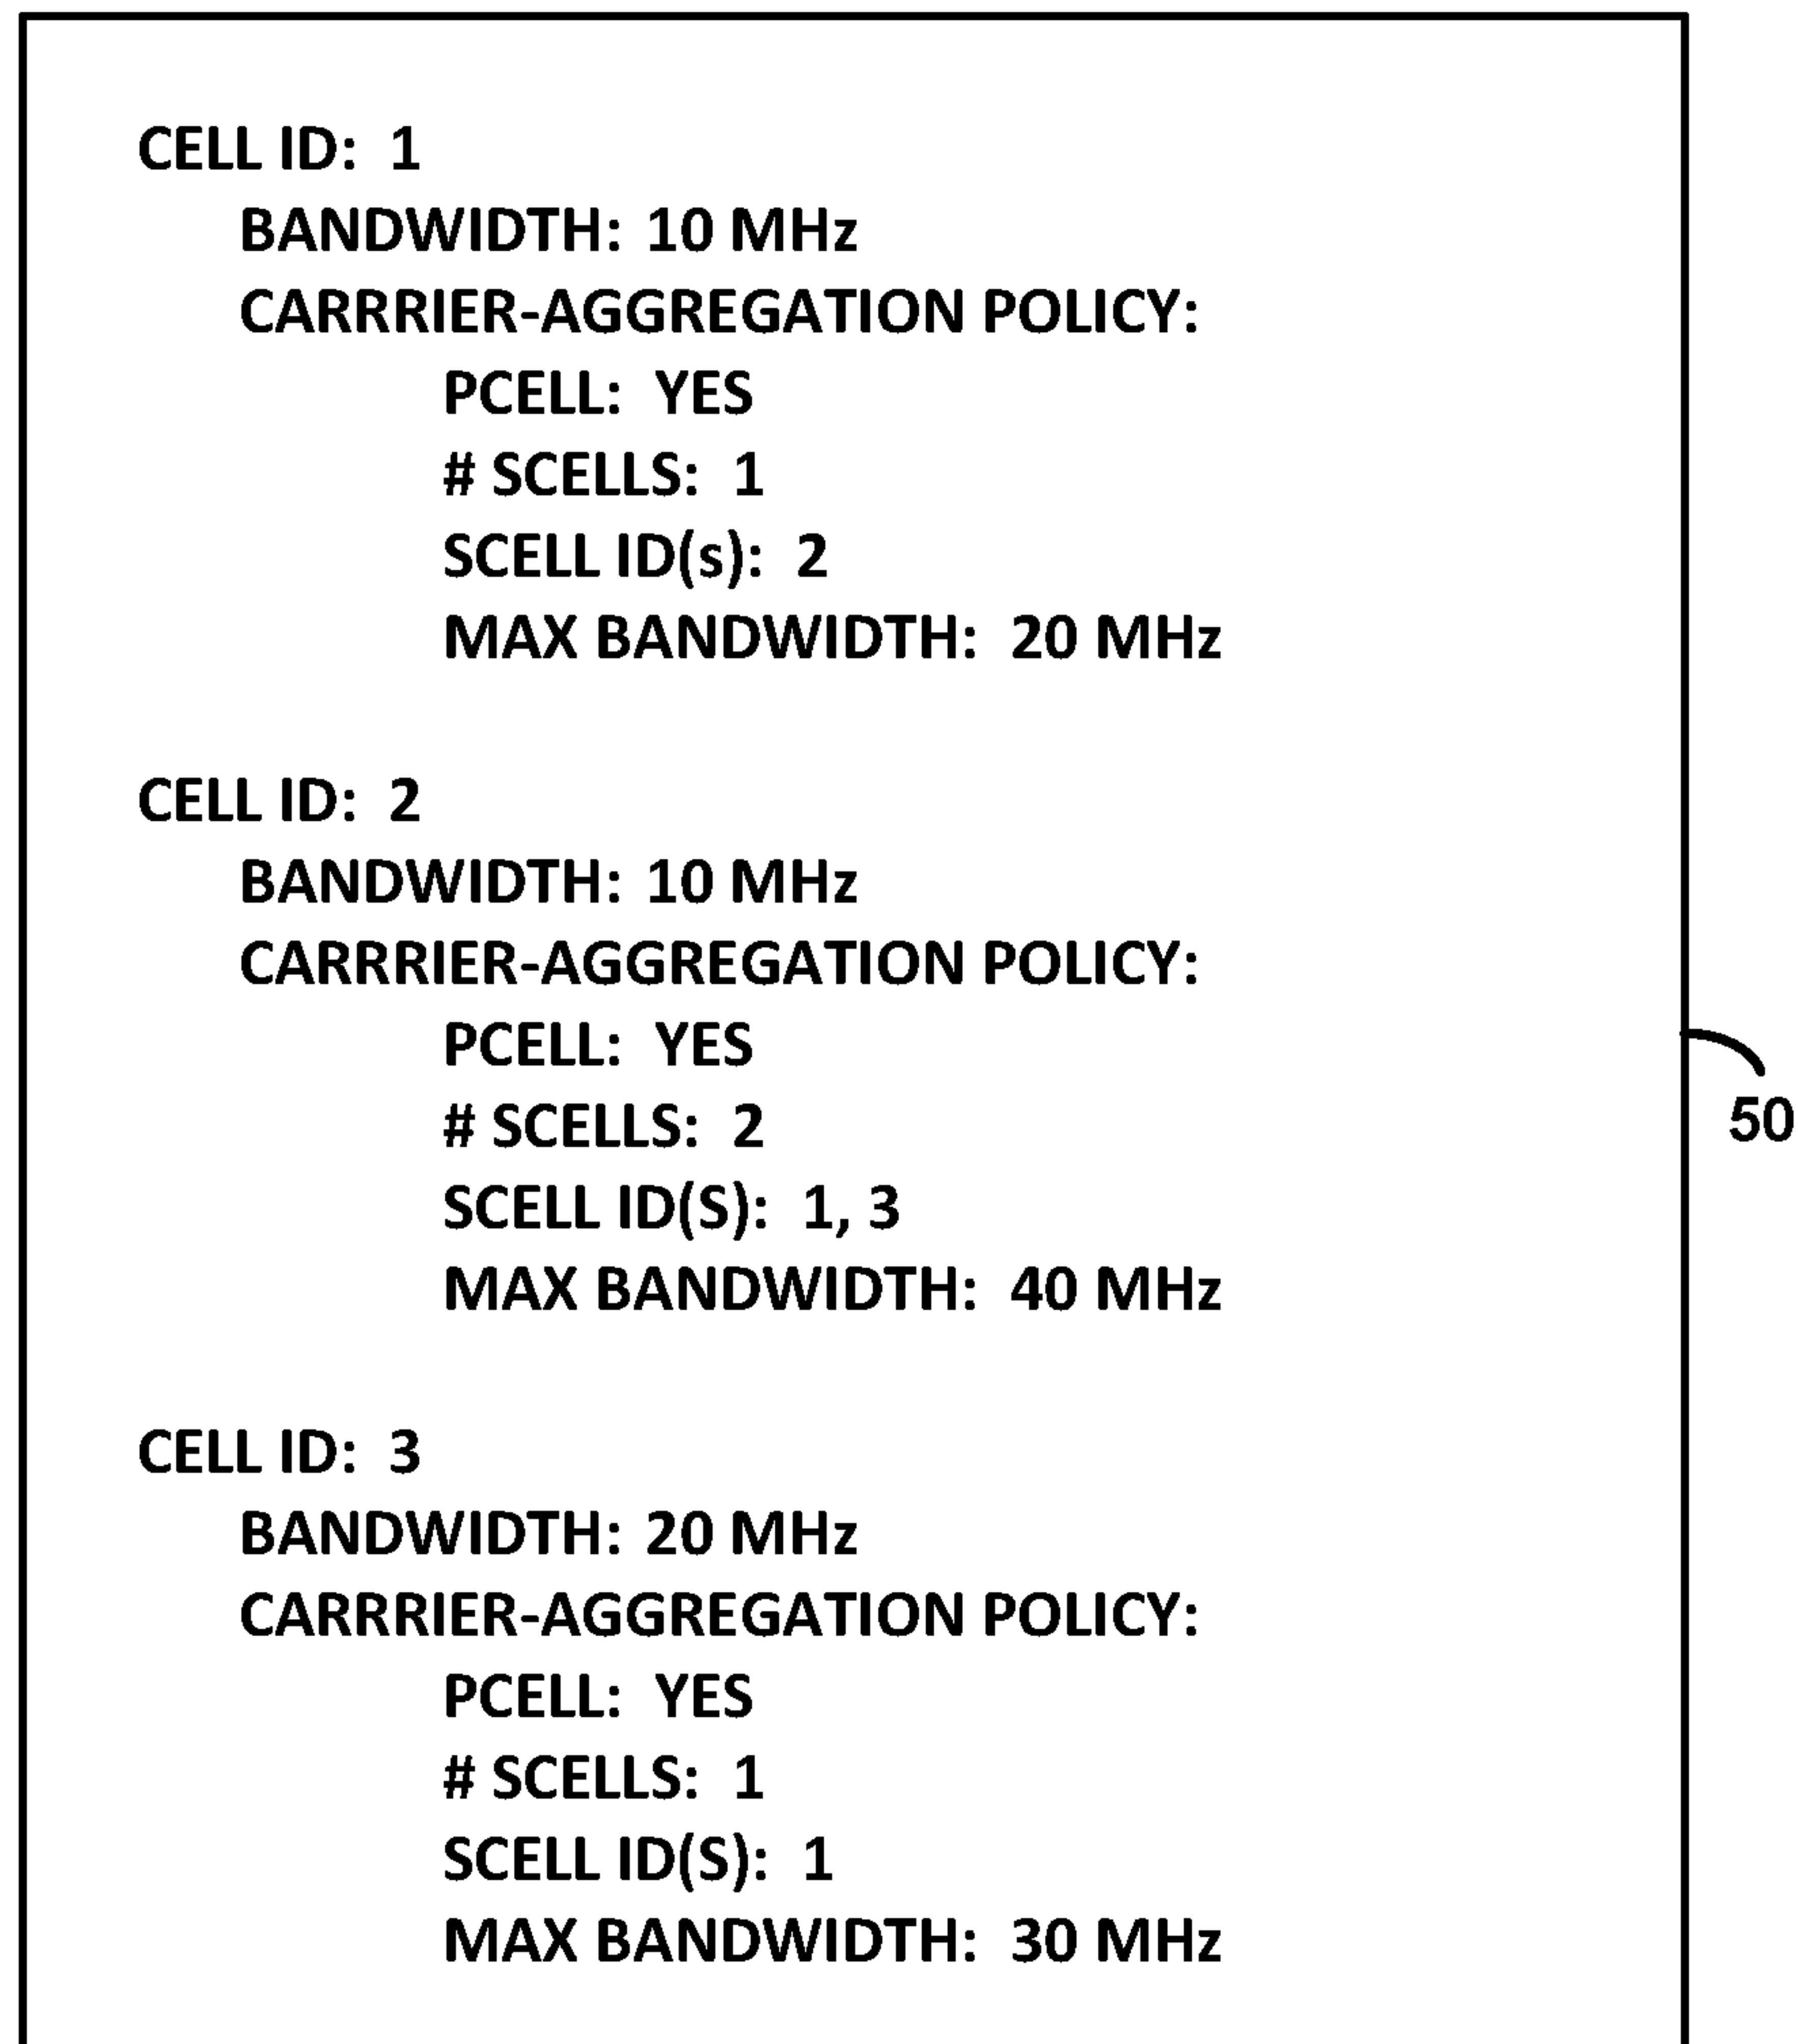 CELL ID: 1
BANDWIDTH: 10 MHz
CARRRIER-AGGREGATION POLICY:
PCELL: YES
# SCELLS: 1
SCELL ID(s): 2
MAX BANDWIDTH: 20 MHz
CELL ID: 2
BANDWIDTH: 10 MHz
CARRRIER-AGGREGATION POLICY:
PCELL: YES
# SCELLS: 2
SCELL ID(S): 1, 3
MAX BANDWIDTH: 40 MHz
CELL ID: 3
BANDWIDTH: 20 MHz
CARRRIER-AGGREGATION POLICY:
PCELL: YES
# SCELLS: 1
SCELL ID(S): 1
MAX BANDWIDTH: 30 MHz
50